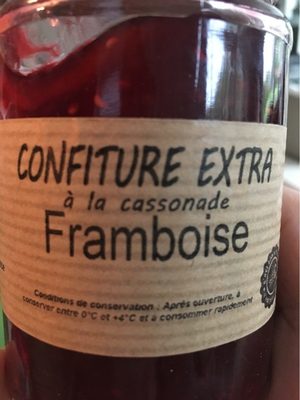 CONFITURE EXTRA
à la cassonade
Framboise
Conditions de conservation : Après ouverture, à
conserver entre 0°C et +4°C et à consommer rapidement